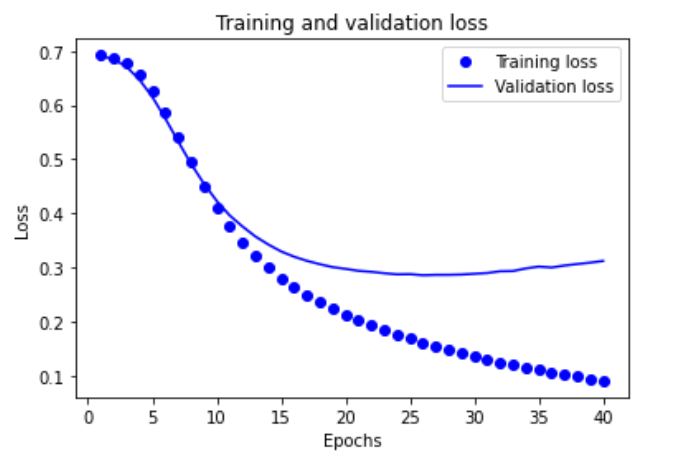 Training and validation loss
Training loss
Validation loss
0.7
0.6
0.5
0.4
0.3
0.2
0.1
Loss
0 5 10 15 20 25 30 35 40
Epochs